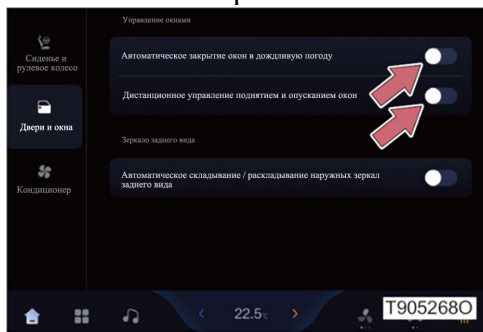 Управление окнами
Сиденье и
рулевое колесо
Автоматическое закрытие окон в дождливую погоду
Дистанционное управление поднятием и опусканием окон
Двери и окна
Зеркало заднего вида
Автоматическое складывание / раскладывание наружных зеркал
заднего вида
Кондиционер
22.5℃
T905268O